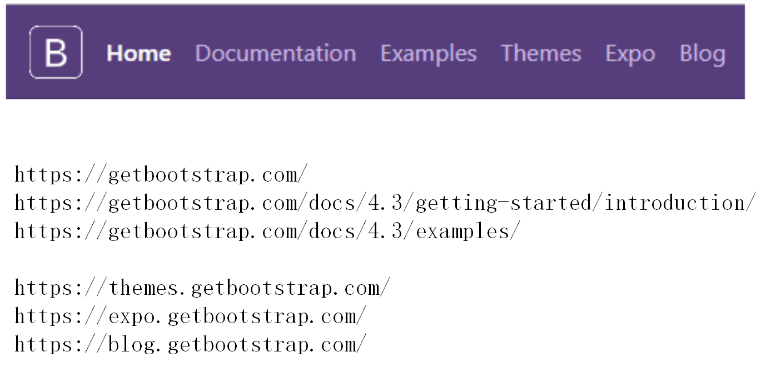 B Home Documentation Examples Themes Expo Blog
https://getbootstrap.com/
https://getbootstrap.com/docs/4.3/getting-started/introduction/
https://getbootstrap.com/docs/4.3/examples/
https://themes.getbootstrap.com/
https://expo.getbootstrap.com/
https://blog.getbootstrap.com/